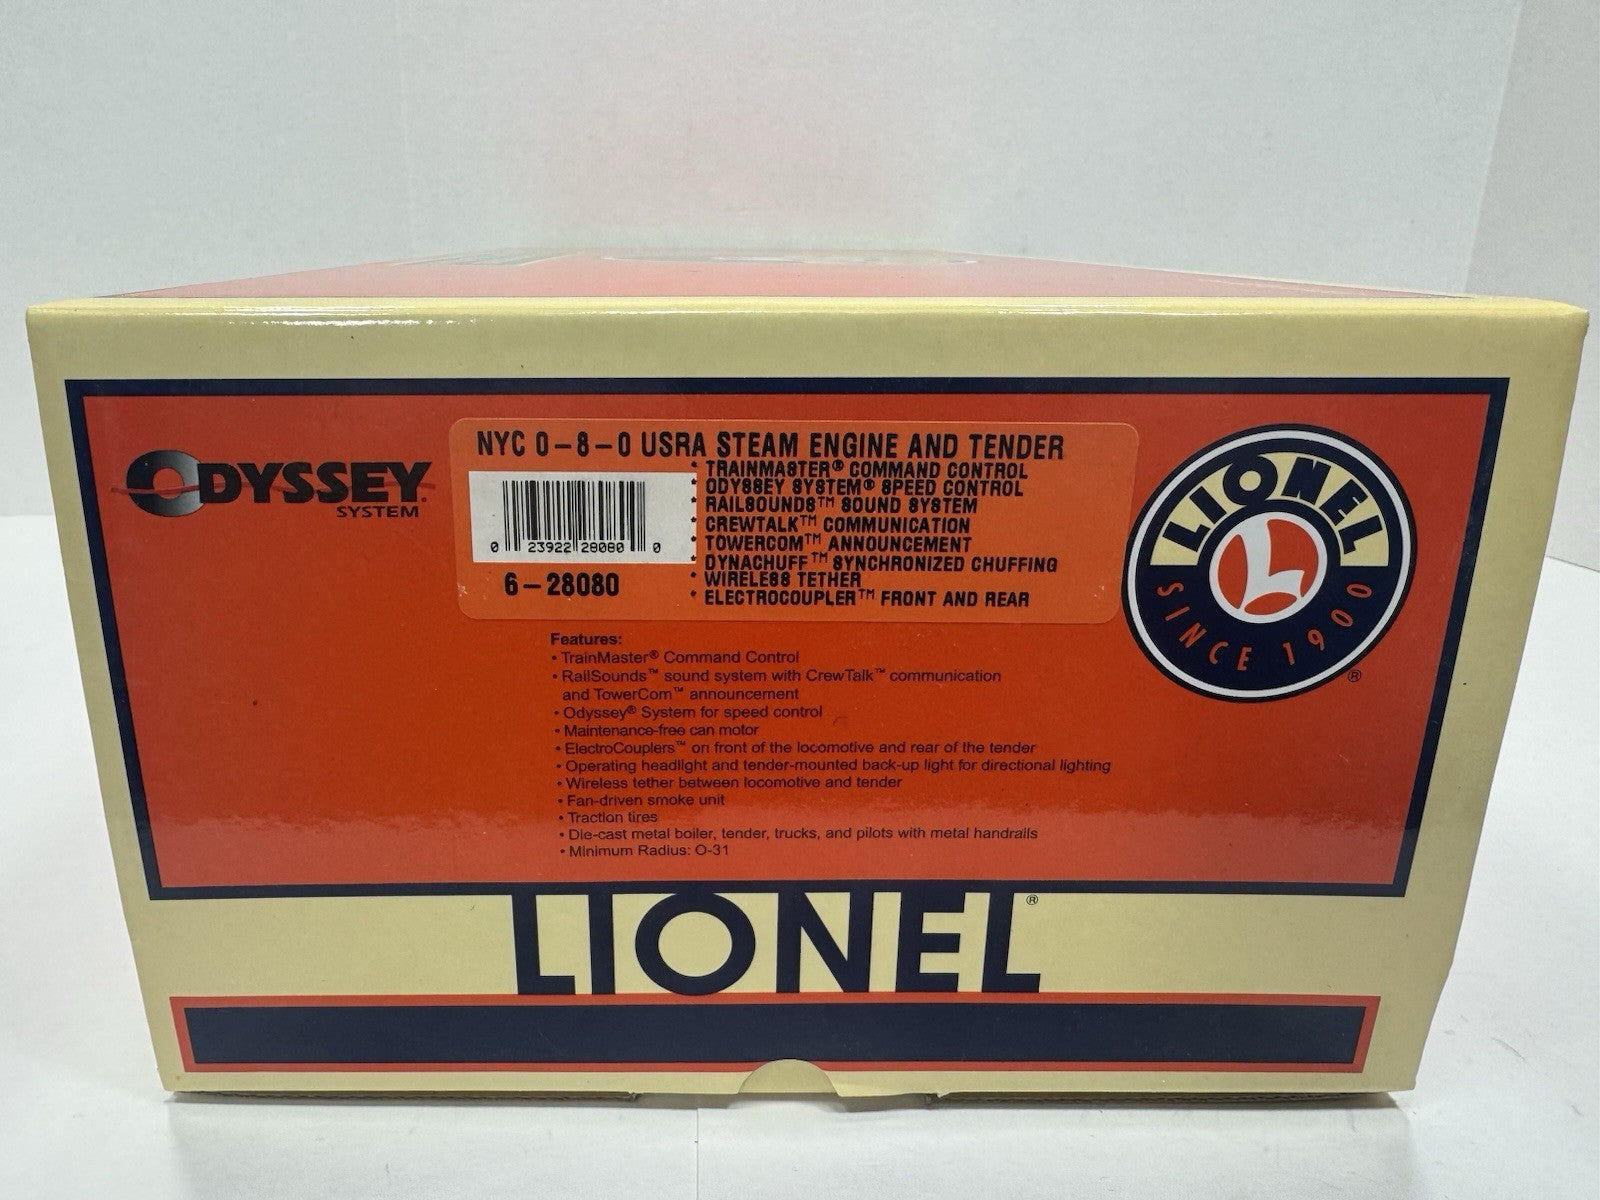 ODYSSEY®
SYSTEM
NYC 0-8-0 USRA STEAM ENGINE AND TENDER
• TRAINMASTER® COMMAND CONTROL
• ODYSSEY SYSTEM® SPEED CONTROL
• RAILSOUNDS™ SOUND SYSTEM
• CREWTALK™ COMMUNICATION
• TOWERCOM™ ANNOUNCEMENT
• DYNACHUFF™ SYNCHRONIZED CHUFFING
• WIRELESS TETHER
• ELECTROCOUPLER™ FRONT AND REAR
0 23922 28080 0
6-28080
LIONEL
L
SINCE 1900
®
Features:
• TrainMaster® Command Control
• RailSounds™ sound system with CrewTalk™ communication
and TowerCom™ announcement
• Odyssey® System for speed control
• Maintenance-free can motor
• ElectroCouplers™ on front of the locomotive and rear of the tender
• Operating headlight and tender-mounted back-up light for directional lighting
• Wireless tether between locomotive and tender
• Fan-driven smoke unit
• Traction tires
• Die-cast metal boiler, tender, trucks, and pilots with metal handrails
• Minimum Radius: O-31
LIONEL®